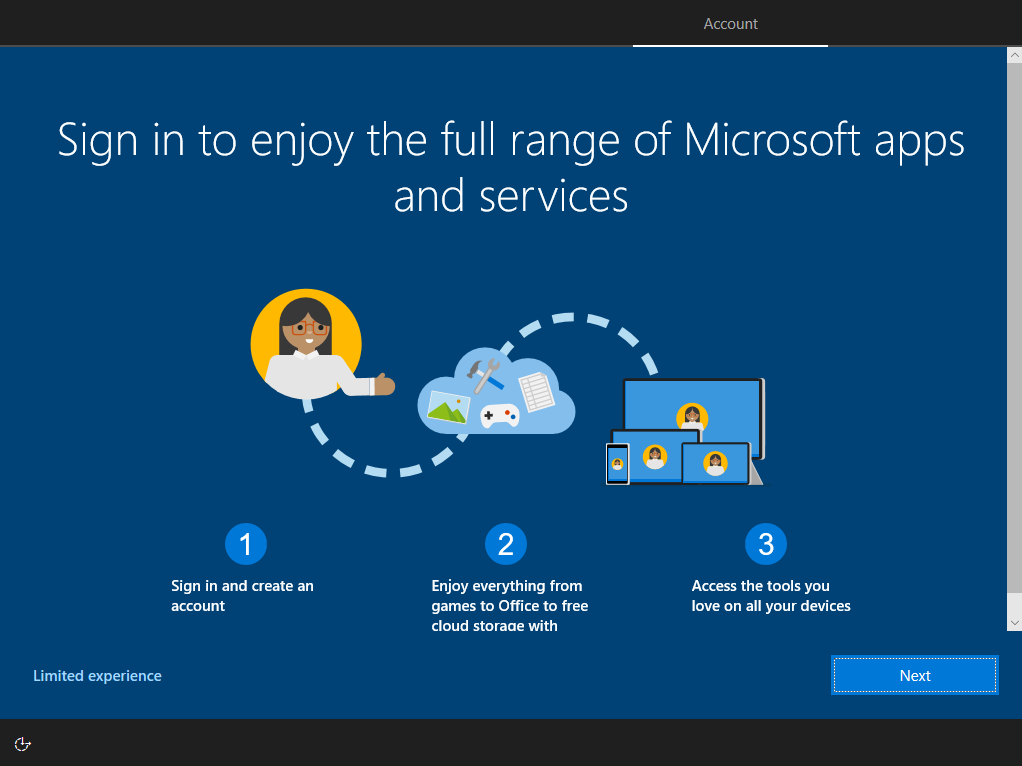 Account
Sign in to enjoy the full range of Microsoft apps
and services
1
2
3
Sign in and create an
account
Enjoy everything from
games to Office to free
cloud storage with
Access the tools you
love on all your devices
Limited experience
Next